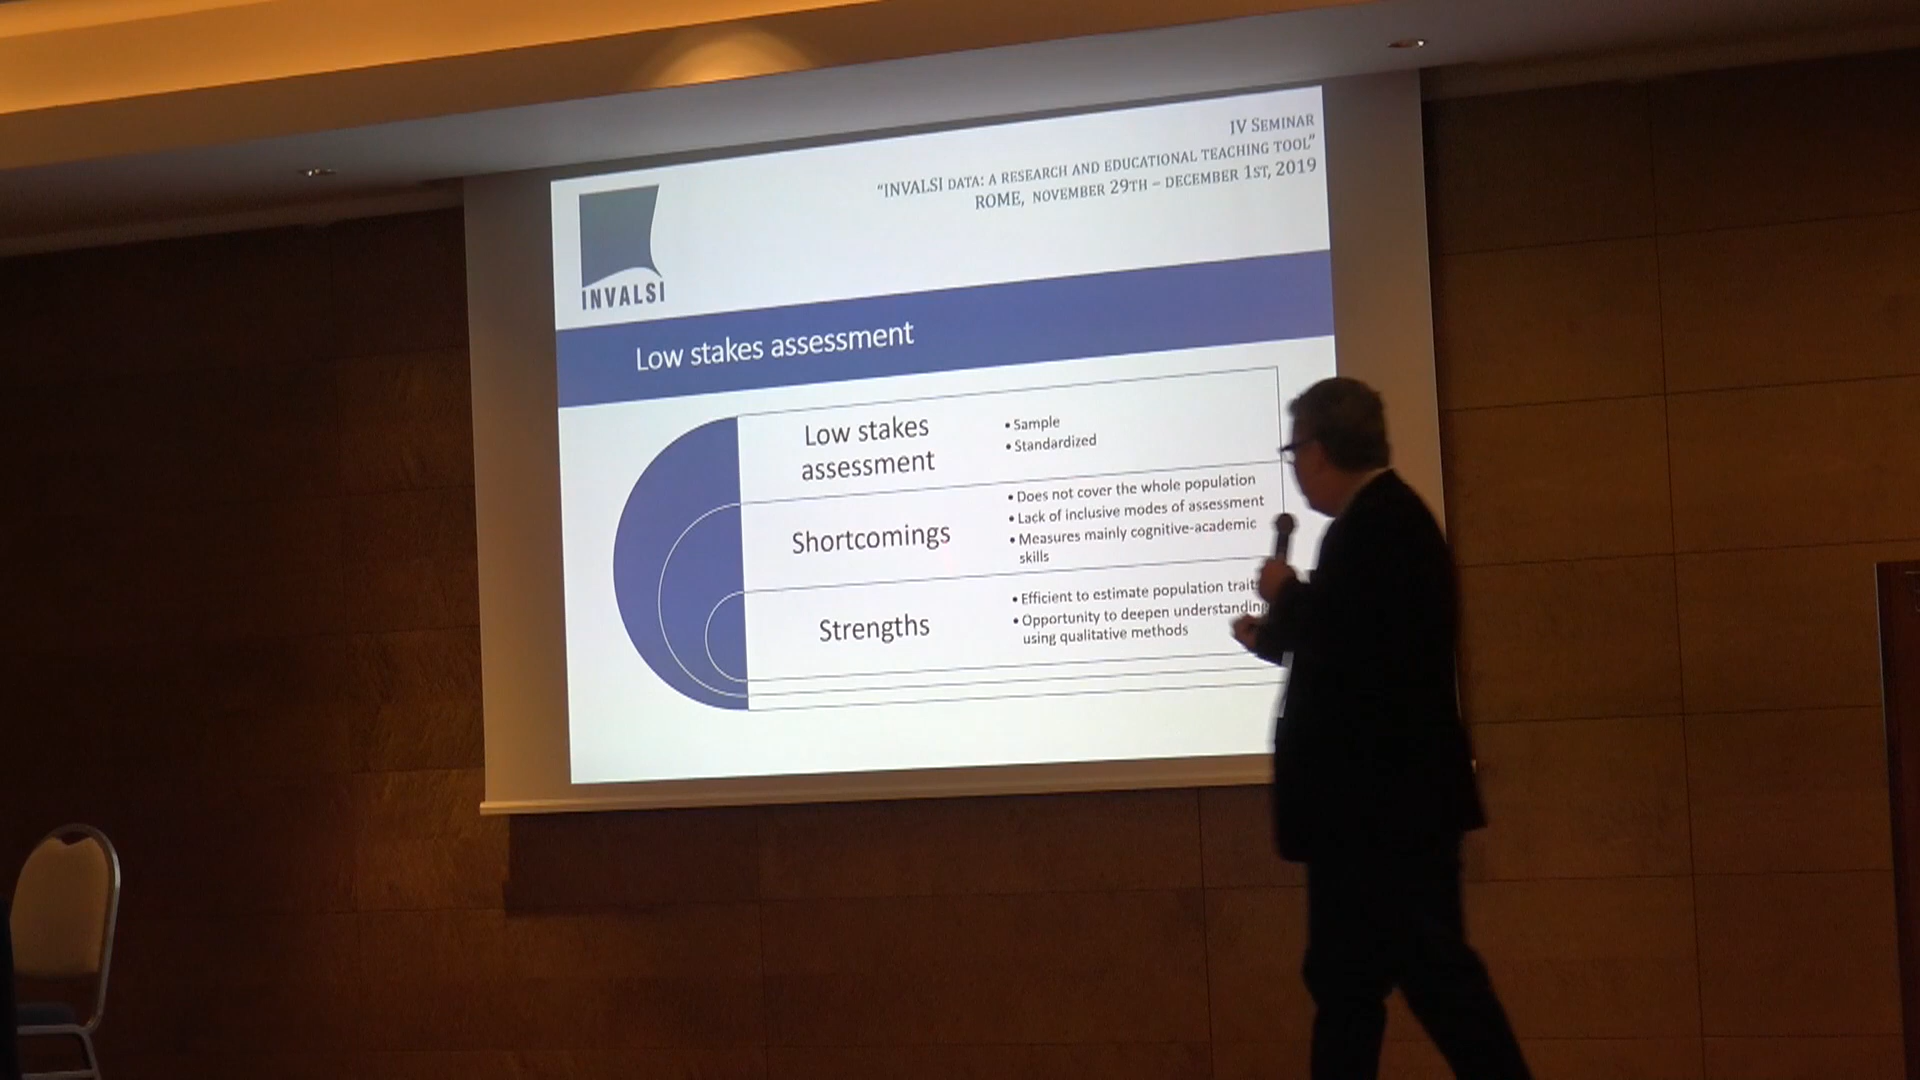 IV SEMINAR
"INVALSI DATA: A RESEARCH AND EDUCATIONAL TEACHING TOOL"
ROME, NOVEMBER 29TH – DECEMBER 1ST, 2019
INVALSI
Low stakes assessment
Low stakes
assessment
• Sample
• Standardized
Shortcomings
• Does not cover the whole population
• Lack of inclusive modes of assessment
• Measures mainly cognitive-academic
skills
Strengths
• Efficient to estimate population traits
• Opportunity to deepen understanding
using qualitative methods